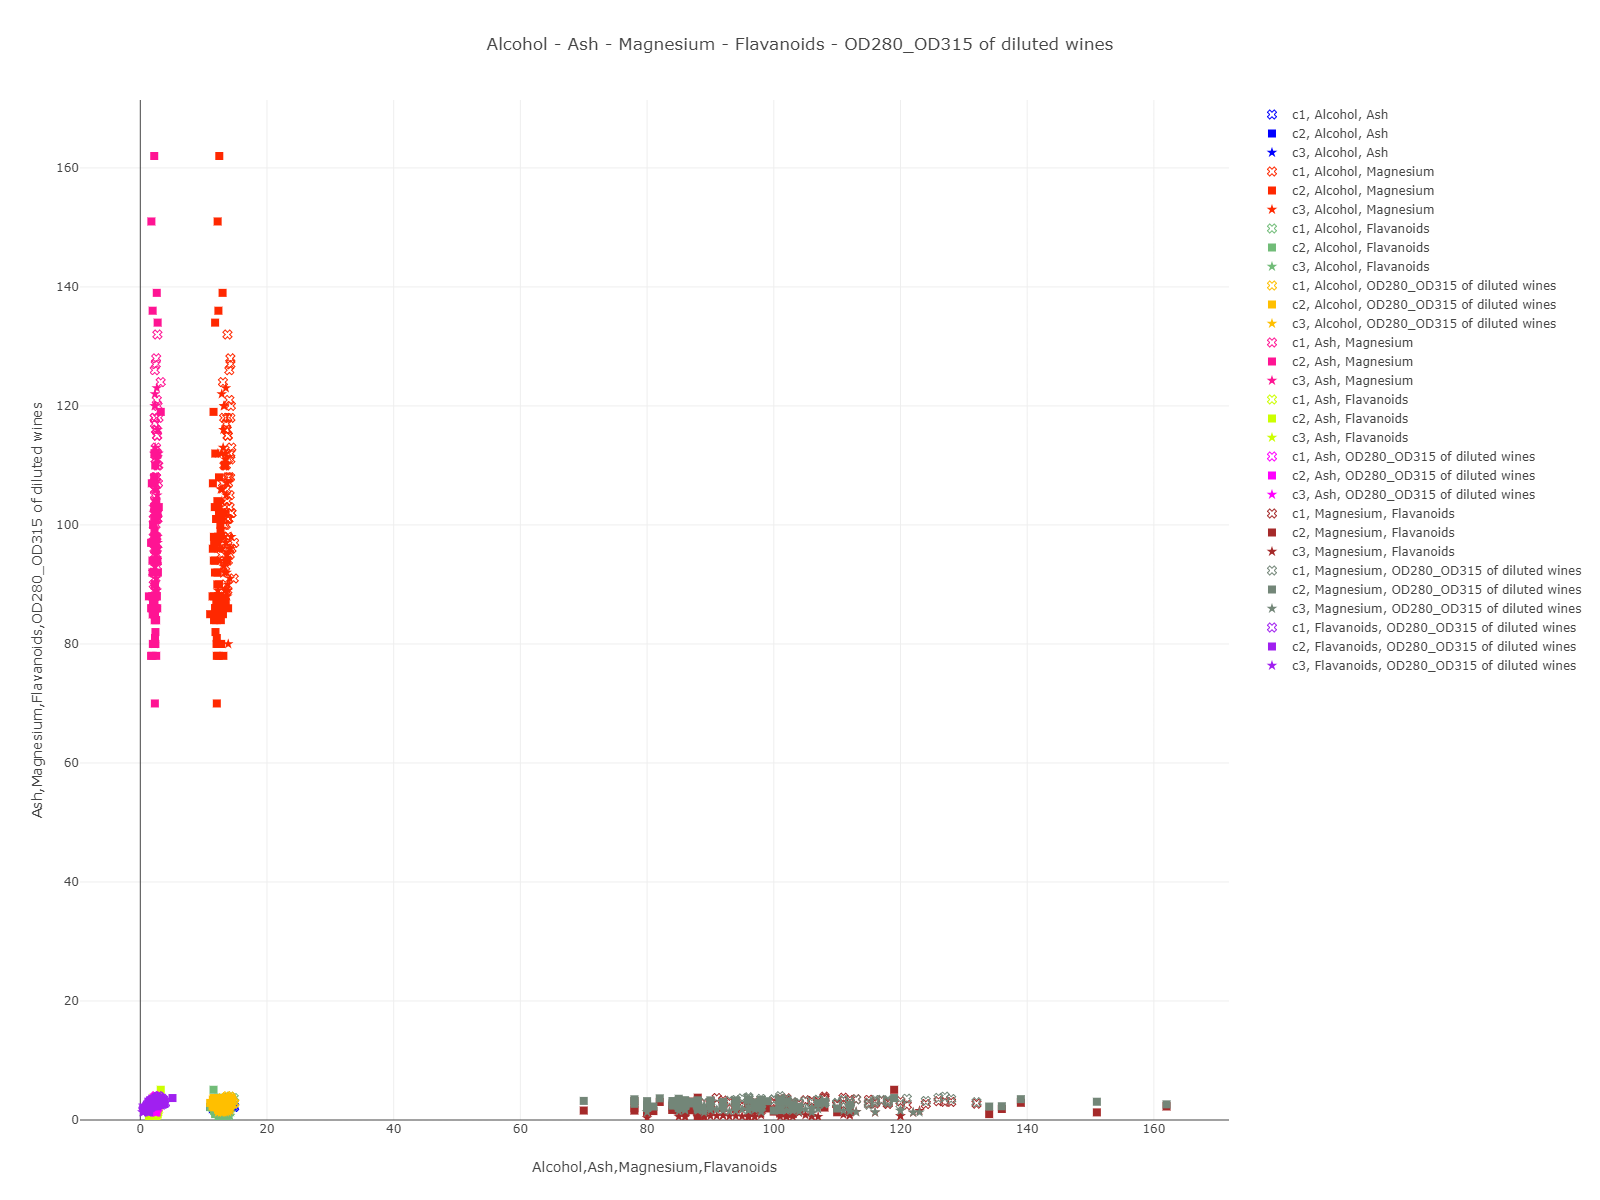 Alcohol - Ash - Magnesium - Flavanoids - OD280_OD315 of diluted wines
Ash,Magnesium,Flavanoids,OD280_OD315 of diluted wines
160
140
120
100
80
60
40
20
0
0 20 40 60 80 100 120 140 160
Alcohol,Ash,Magnesium,Flavanoids
c1, Alcohol, Ash
c2, Alcohol, Ash
c3, Alcohol, Ash
c1, Alcohol, Magnesium
c2, Alcohol, Magnesium
c3, Alcohol, Magnesium
c1, Alcohol, Flavanoids
c2, Alcohol, Flavanoids
c3, Alcohol, Flavanoids
c1, Alcohol, OD280_OD315 of diluted wines
c2, Alcohol, OD280_OD315 of diluted wines
c3, Alcohol, OD280_OD315 of diluted wines
c1, Ash, Magnesium
c2, Ash, Magnesium
c3, Ash, Magnesium
c1, Ash, Flavanoids
c2, Ash, Flavanoids
c3, Ash, Flavanoids
c1, Ash, OD280_OD315 of diluted wines
c2, Ash, OD280_OD315 of diluted wines
c3, Ash, OD280_OD315 of diluted wines
c1, Magnesium, Flavanoids
c2, Magnesium, Flavanoids
c3, Magnesium, Flavanoids
c1, Magnesium, OD280_OD315 of diluted wines
c2, Magnesium, OD280_OD315 of diluted wines
c3, Magnesium, OD280_OD315 of diluted wines
c1, Flavanoids, OD280_OD315 of diluted wines
c2, Flavanoids, OD280_OD315 of diluted wines
c3, Flavanoids, OD280_OD315 of diluted wines